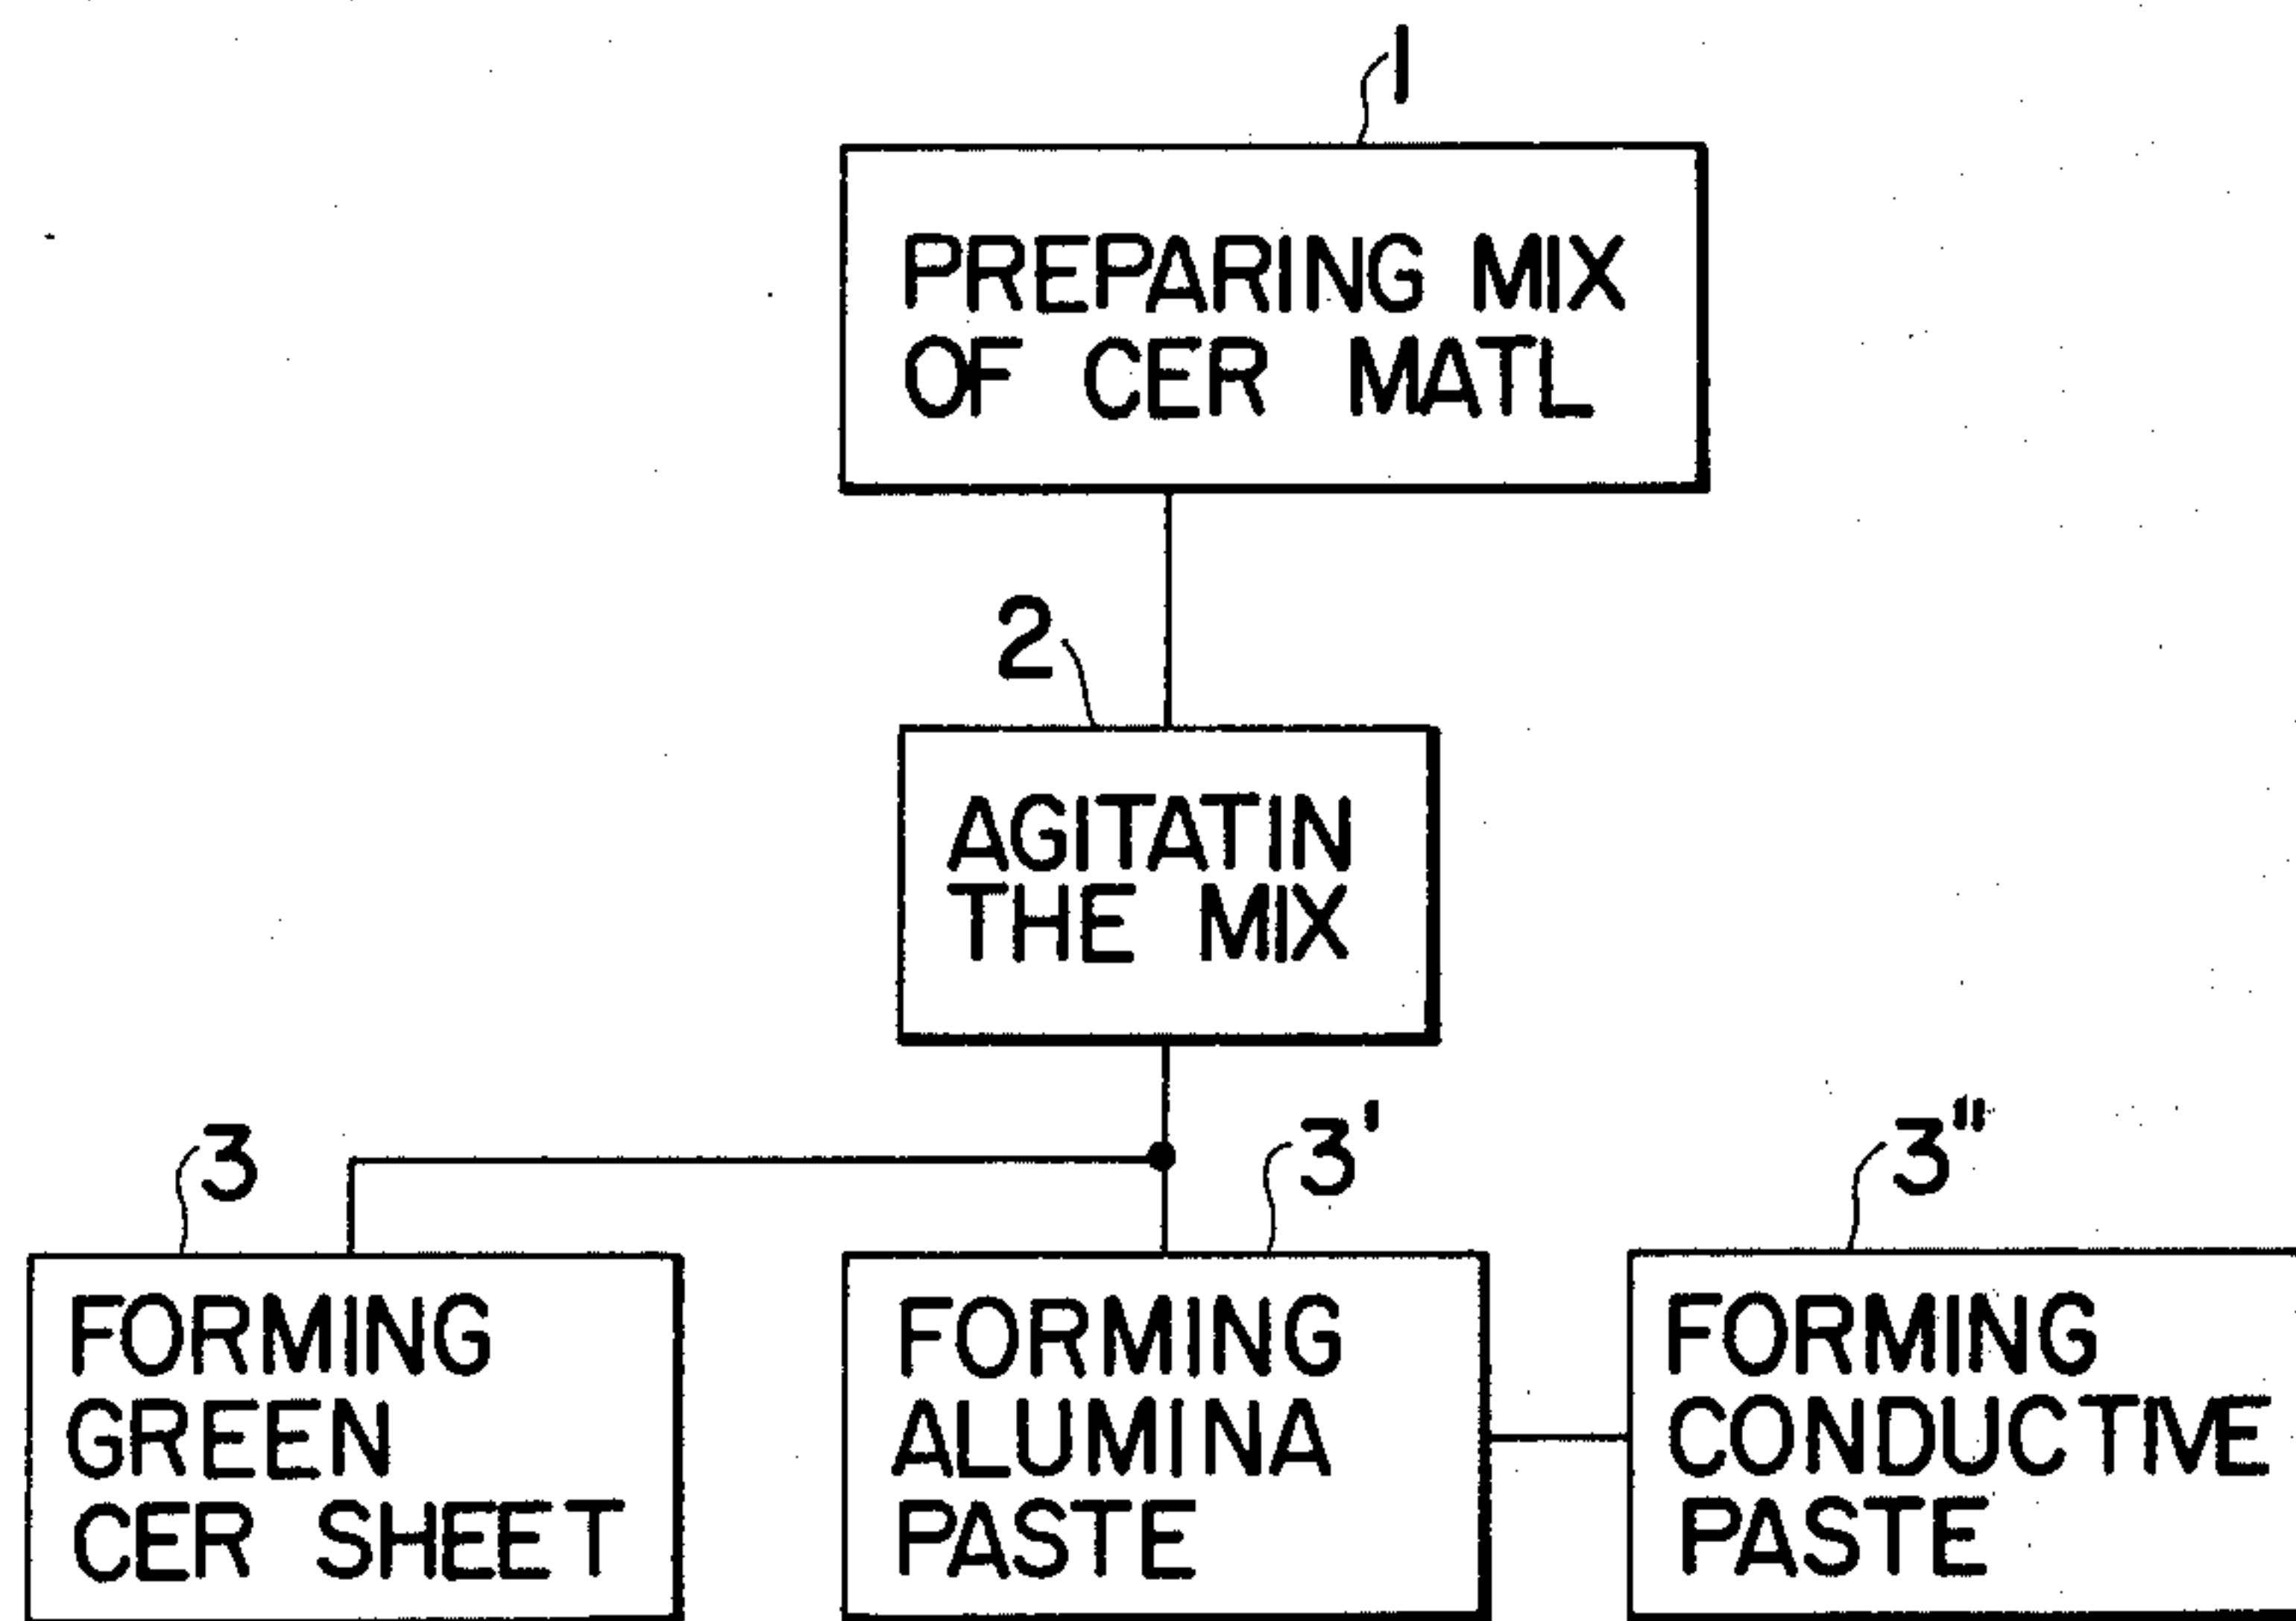 1
PREPARING MIX
OF CER MATL
2
AGITATIN
THE MIX
3
FORMING
GREEN
CER SHEET
3'
FORMING
ALUMINA
PASTE
3"
FORMING
CONDUCTIVE
PASTE